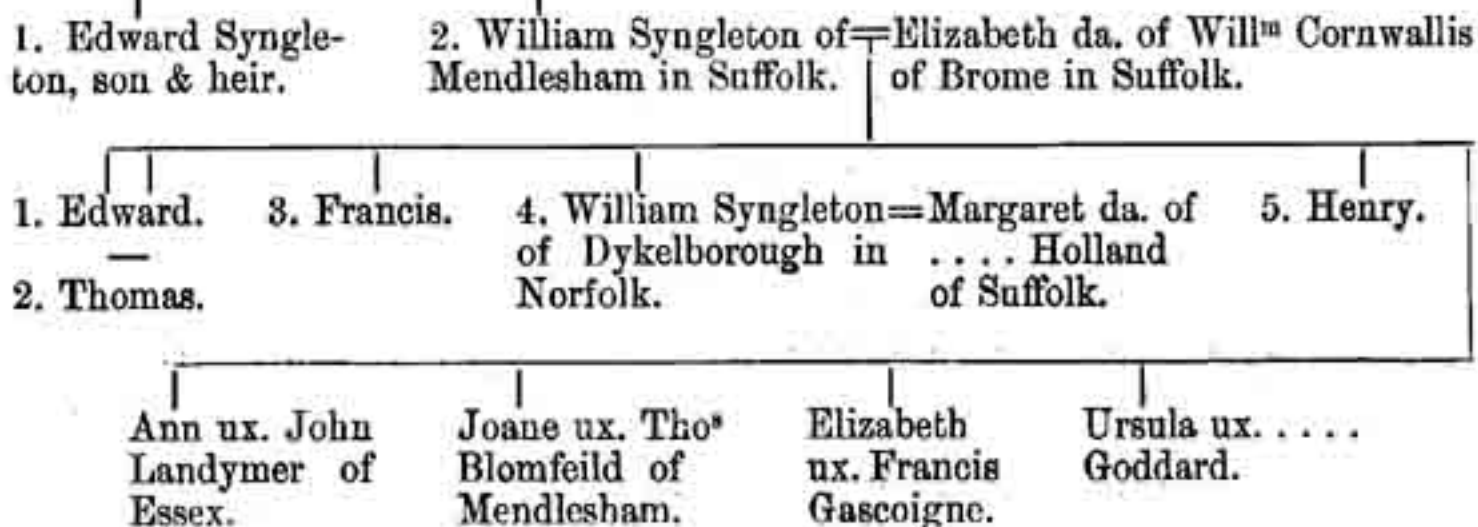 1. Edward Syngle-
ton, son & heir.
2. William Syngleton of=Elizabeth da. of Willᵐ Cornwallis
Mendlesham in Suffolk. of Brome in Suffolk.
1. Edward.
—
2. Thomas.
3. Francis.
4. William Syngleton=Margaret da. of
of Dykelborough in .... Holland
Norfolk. of Suffolk.
5. Henry.
Ann ux. John
Landymer of
Essex.
Joane ux. Thoˢ
Blomfeild of
Mendlesham.
Elizabeth
ux. Francis
Gascoigne.
Ursula ux. . . . .
Goddard.